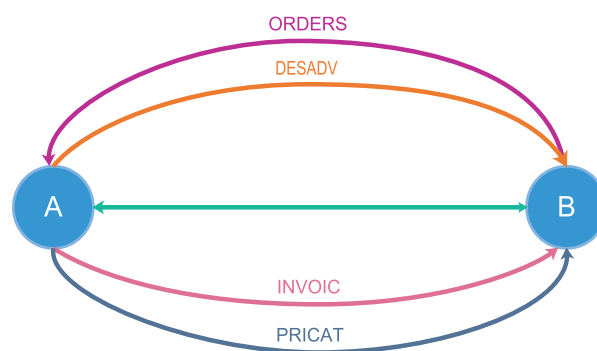 ORDERS
DESADV
A
B
INVOIC
PRICAT